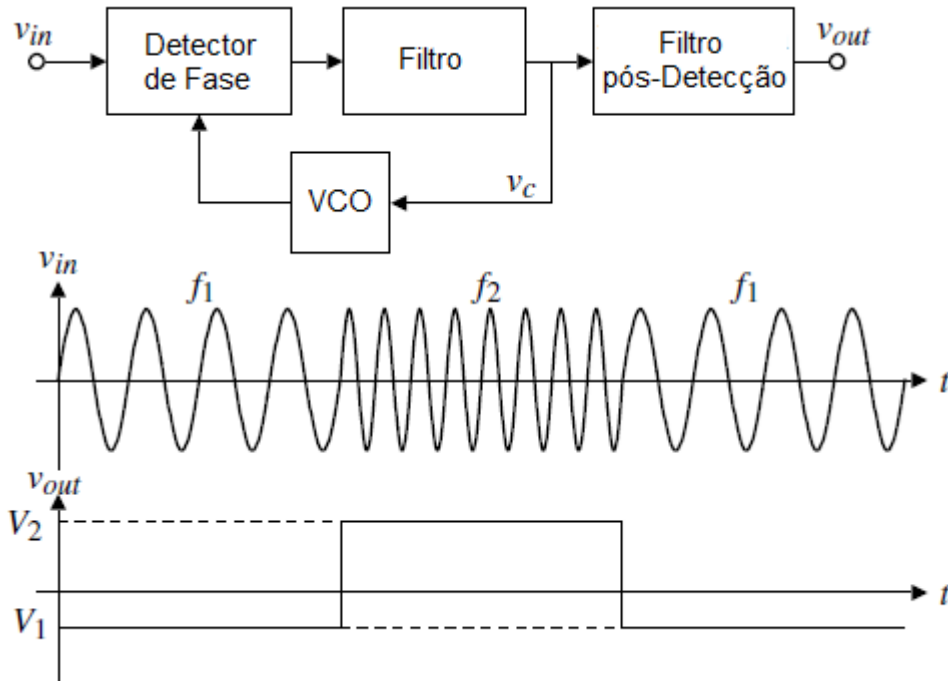 v_in
Detector
de Fase
Filtro
Filtro
pós-Detecção
v_out
VCO
v_c
v_in
f_1
f_2
f_1
t
v_out
V_2
t
V_1